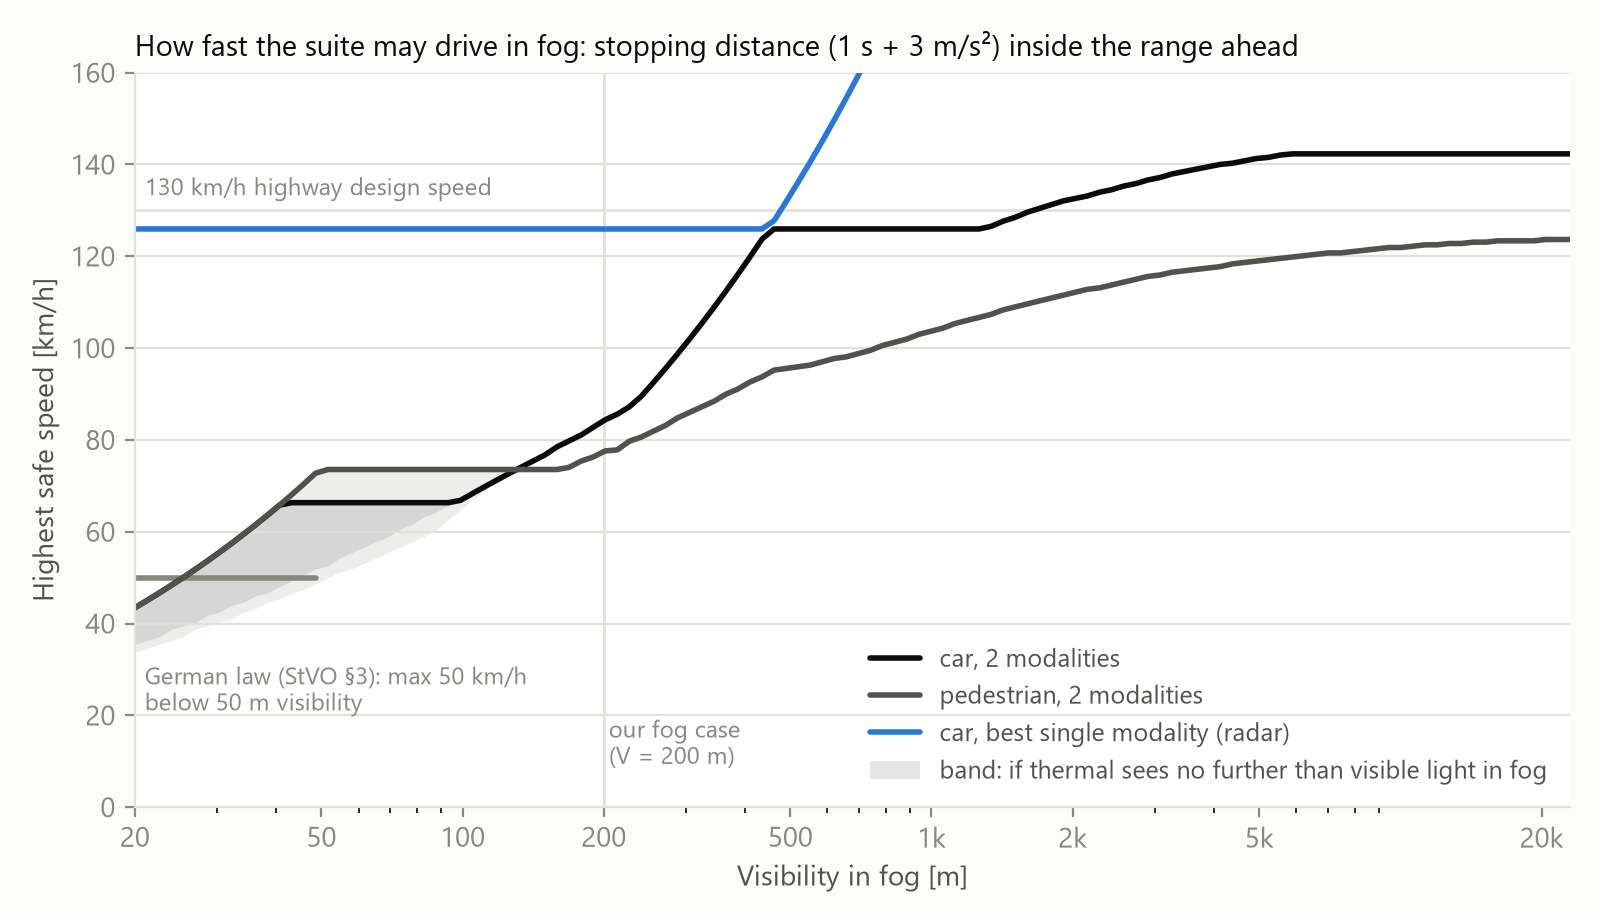 How fast the suite may drive in fog: stopping distance (1 s + 3 m/s²) inside the range ahead
160
140
120
100
80
60
40
20
0
Highest safe speed [km/h]
130 km/h highway design speed
German law (StVO §3): max 50 km/h
below 50 m visibility
our fog case
(V = 200 m)
car, 2 modalities
pedestrian, 2 modalities
car, best single modality (radar)
band: if thermal sees no further than visible light in fog
20
50
100
200
500
1k
2k
5k
20k
Visibility in fog [m]